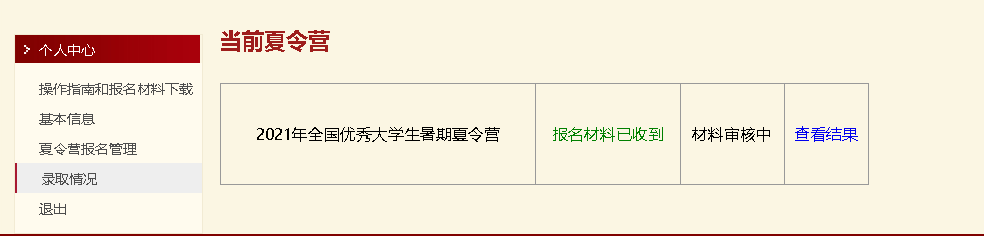 当前夏令营
> 个人中心
操作指南和报名材料下载
基本信息
2021年全国优秀大学生暑期夏令营 报名材料已收到 材料审核中 查看结果
夏令营报名管理
录取情况
退出